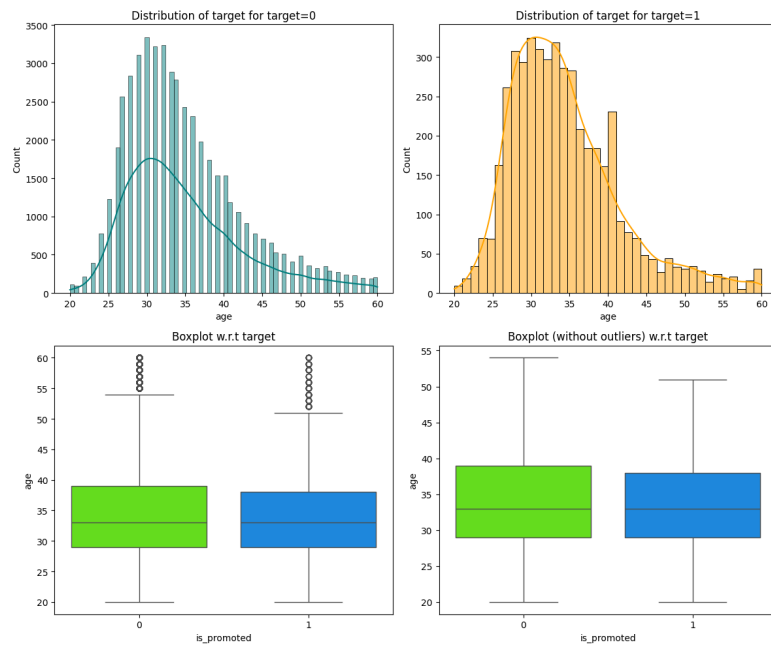 Distribution of target for target=0
3500
3000
2500
2000
1500
1000
500
0
Count
20 25 30 35 40 45 50 55 60
age
Distribution of target for target=1
300
250
200
150
100
50
0
Count
20 25 30 35 40 45 50 55 60
age
Boxplot w.r.t target
60
55
50
45
40
35
30
25
20
age
0 1
is_promoted
Boxplot (without outliers) w.r.t target
55
50
45
40
35
30
25
20
age
0 1
is_promoted